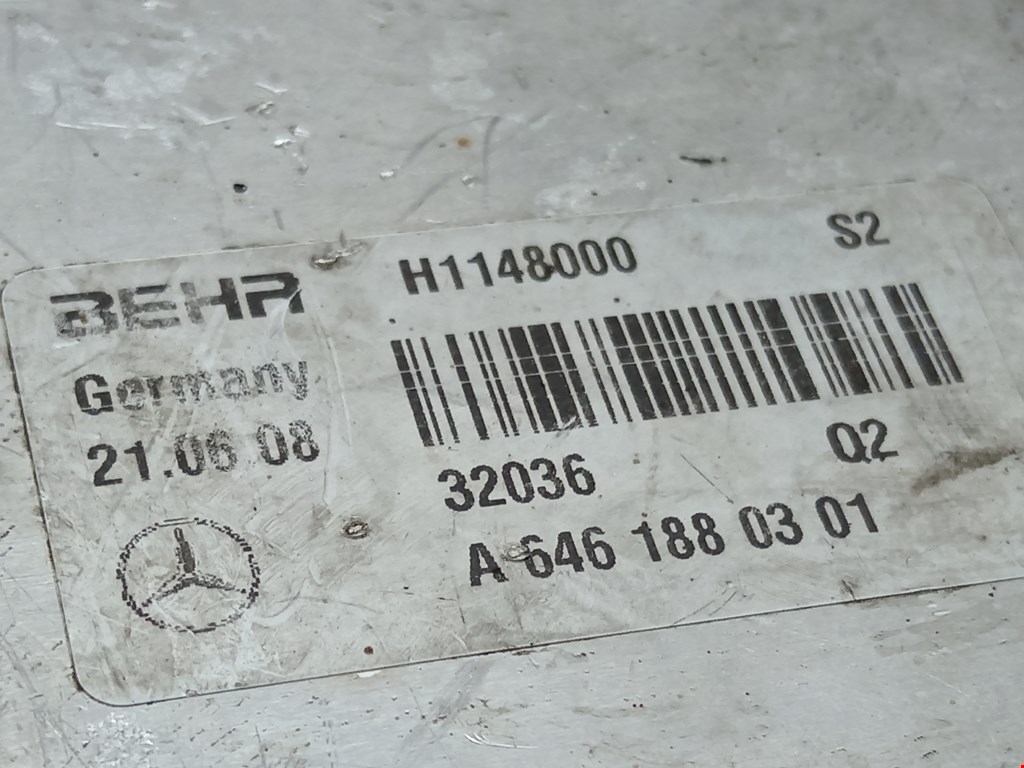 BEHR
H1148000
S2
Germany
21.06 08
32036
Q2
A 646 188 03 01